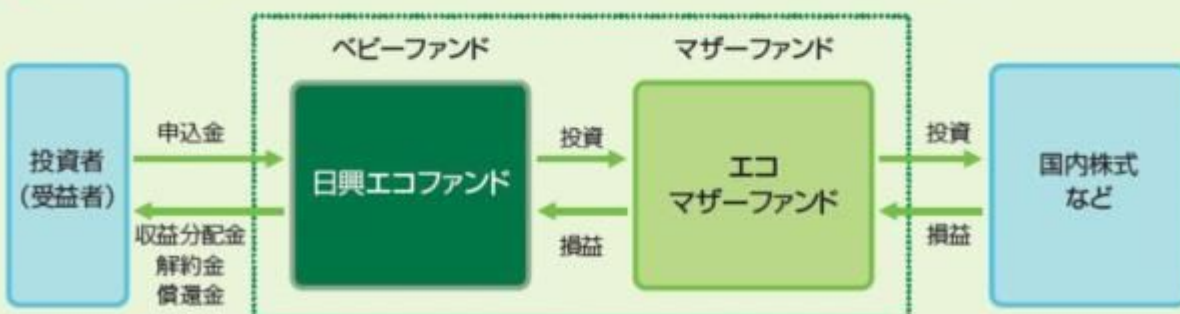 ベビーファンド
マザーファンド
投資者
(受益者)
申込金
収益分配金
解約金
償還金
日興エコファンド
投資
損益
エコ
マザーファンド
投資
損益
国内株式
など